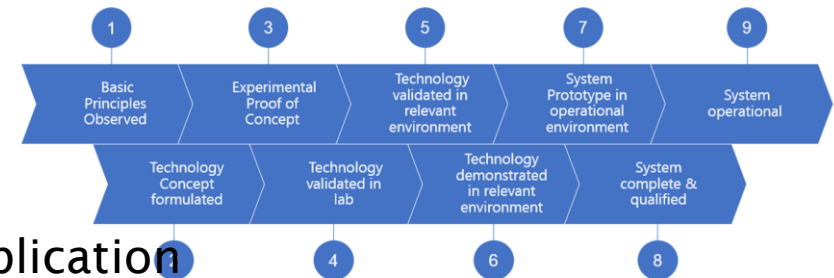 1
3
5
7
9
Basic
Principles
Observed
Experimental
Proof of
Concept
Technology
validated in
relevant
environment
System
Prototype in
operational
environment
System
operational
Technology
Concept
formulated
Technology
validated in
lab
Technology
demonstrated
in relevant
environment
System
complete &
qualified
2
4
6
8